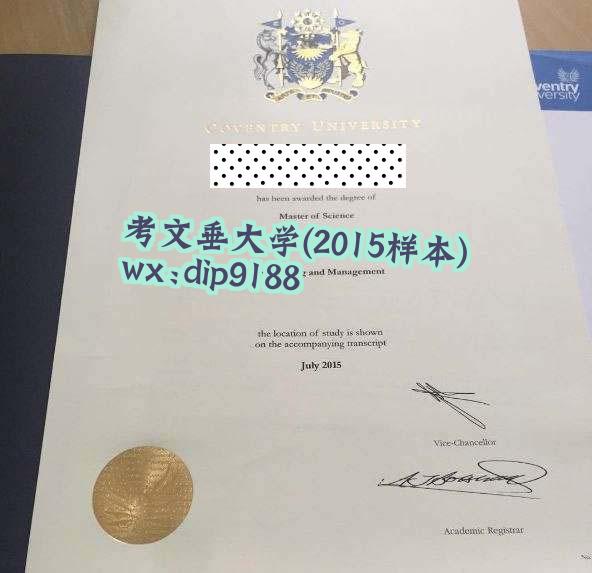 COVENTRY UNIVERSITY
has been awarded the degree of
Master of Science
考文垂大学(2015样本)
wx:dip9188
and Management
the location of study is shown
on the accompanying transcript
July 2015
Vice-Chancellor
Academic Registrar
No.